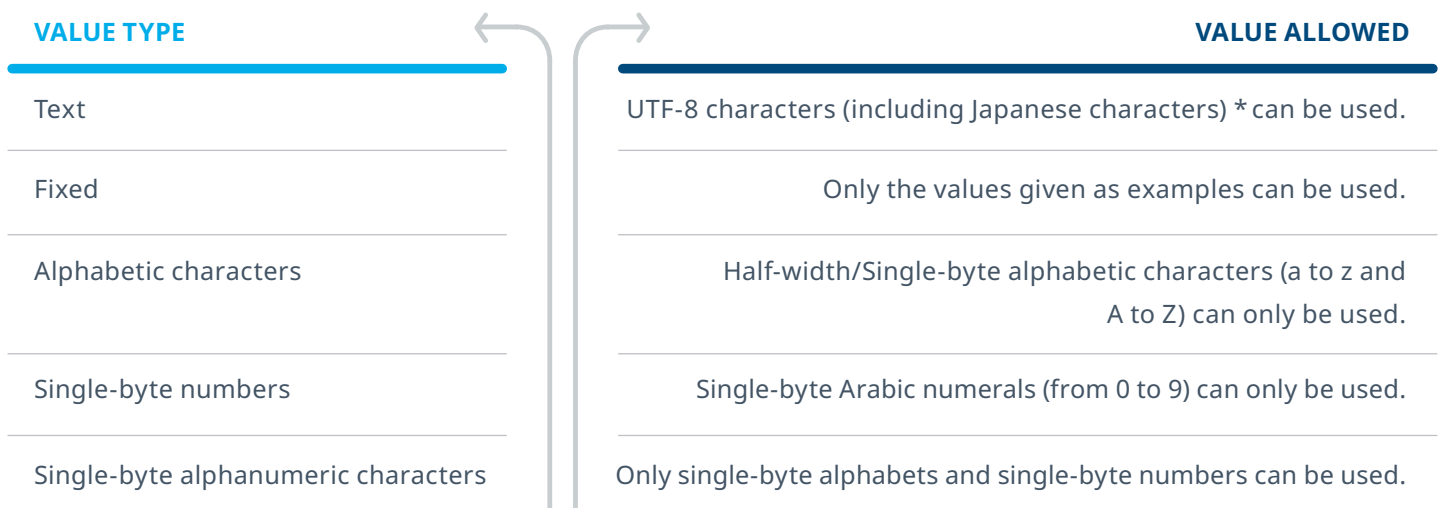 VALUE TYPE
VALUE ALLOWED
Text
UTF-8 characters (including Japanese characters) * can be used.
Fixed
Only the values given as examples can be used.
Alphabetic characters
Half-width/Single-byte alphabetic characters (a to z and
A to Z) can only be used.
Single-byte numbers
Single-byte Arabic numerals (from 0 to 9) can only be used.
Single-byte alphanumeric characters
Only single-byte alphabets and single-byte numbers can be used.